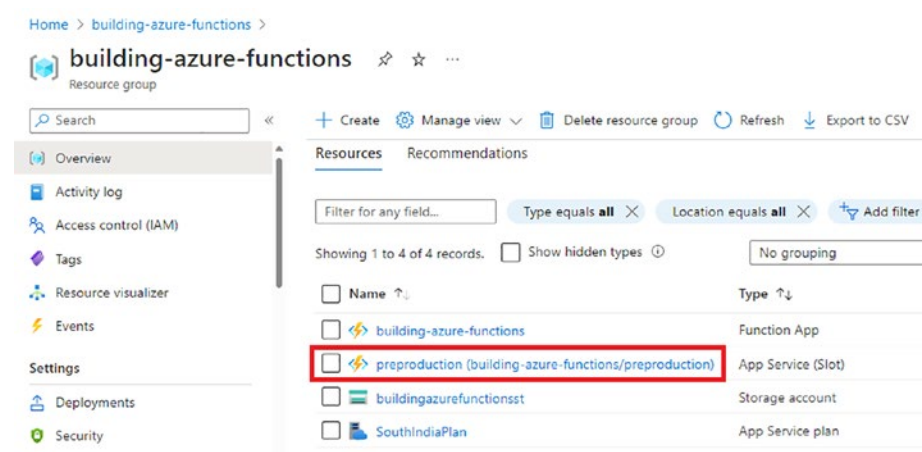 Home > building-azure-functions >
building-azure-functions ...
Resource group
Search «
+ Create Manage view Delete resource group Refresh Export to CSV
Overview
Activity log
Access control (IAM)
Tags
Resource visualizer
Events
Settings
Deployments
Security
Resources Recommendations
Filter for any field... Type equals all × Location equals all × Add filter
Showing 1 to 4 of 4 records. Show hidden types No grouping
Name ↑↓ Type ↑↓
building-azure-functions Function App
preproduction (building-azure-functions/preproduction) App Service (Slot)
buildingazurefunctionsst Storage account
SouthIndiaPlan App Service plan